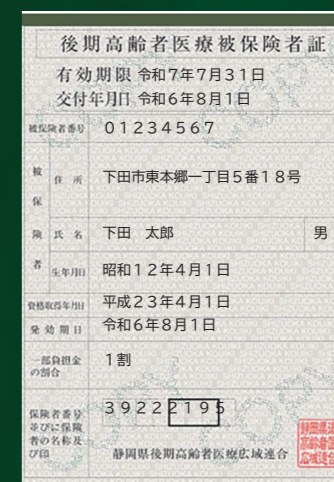 後期高齢者医療被保険者証
有効期限 令和7年7月31日
交付年月日 令和6年8月1日
被保険者番号 01234567
被保険者
住所 下田市東本郷一丁目5番18号
氏名 下田 太郎 男
生年月日 昭和12年4月1日
資格取得年月日 平成23年4月1日
発効期日 令和6年8月1日
一部負担金の割合 1割
保険者番号並びに保険者の名称及び印 39222195
静岡県後期高齢者医療広域連合